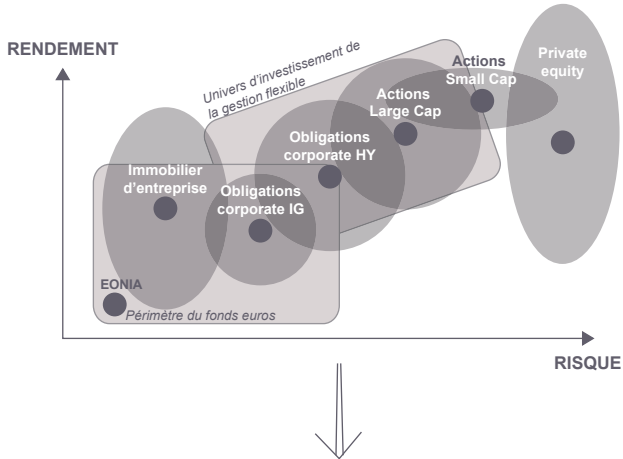 RENDEMENT
Univers d'investissement de
la gestion flexible
Actions
Small Cap
Private
equity
Actions
Large Cap
Obligations
corporate HY
Immobilier
d'entreprise
Obligations
corporate IG
EONIA
Périmètre du fonds euros
RISQUE